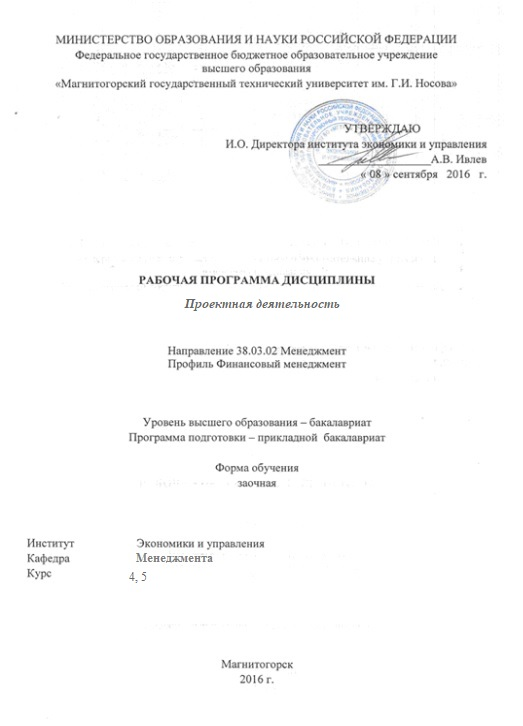 МИНИСТЕРСТВО ОБРАЗОВАНИЯ И НАУКИ РОССИЙСКОЙ ФЕДЕРАЦИИ
Федеральное государственное бюджетное образовательное учреждение
высшего образования
«Магнитогорский государственный технический университет им. Г.И. Носова»
УТВЕРЖДАЮ
И.О. Директора института экономики и управления
А.В. Ивлев
« 08 » сентября 2016 г.
РАБОЧАЯ ПРОГРАММА ДИСЦИПЛИНЫ
Проектная деятельность
Направление 38.03.02 Менеджмент
Профиль Финансовый менеджмент
Уровень высшего образования – бакалавриат
Программа подготовки – прикладной бакалавриат
Форма обучения
заочная
Институт Экономики и управления
Кафедра Менеджмента
Курс 4, 5
Магнитогорск
2016 г.